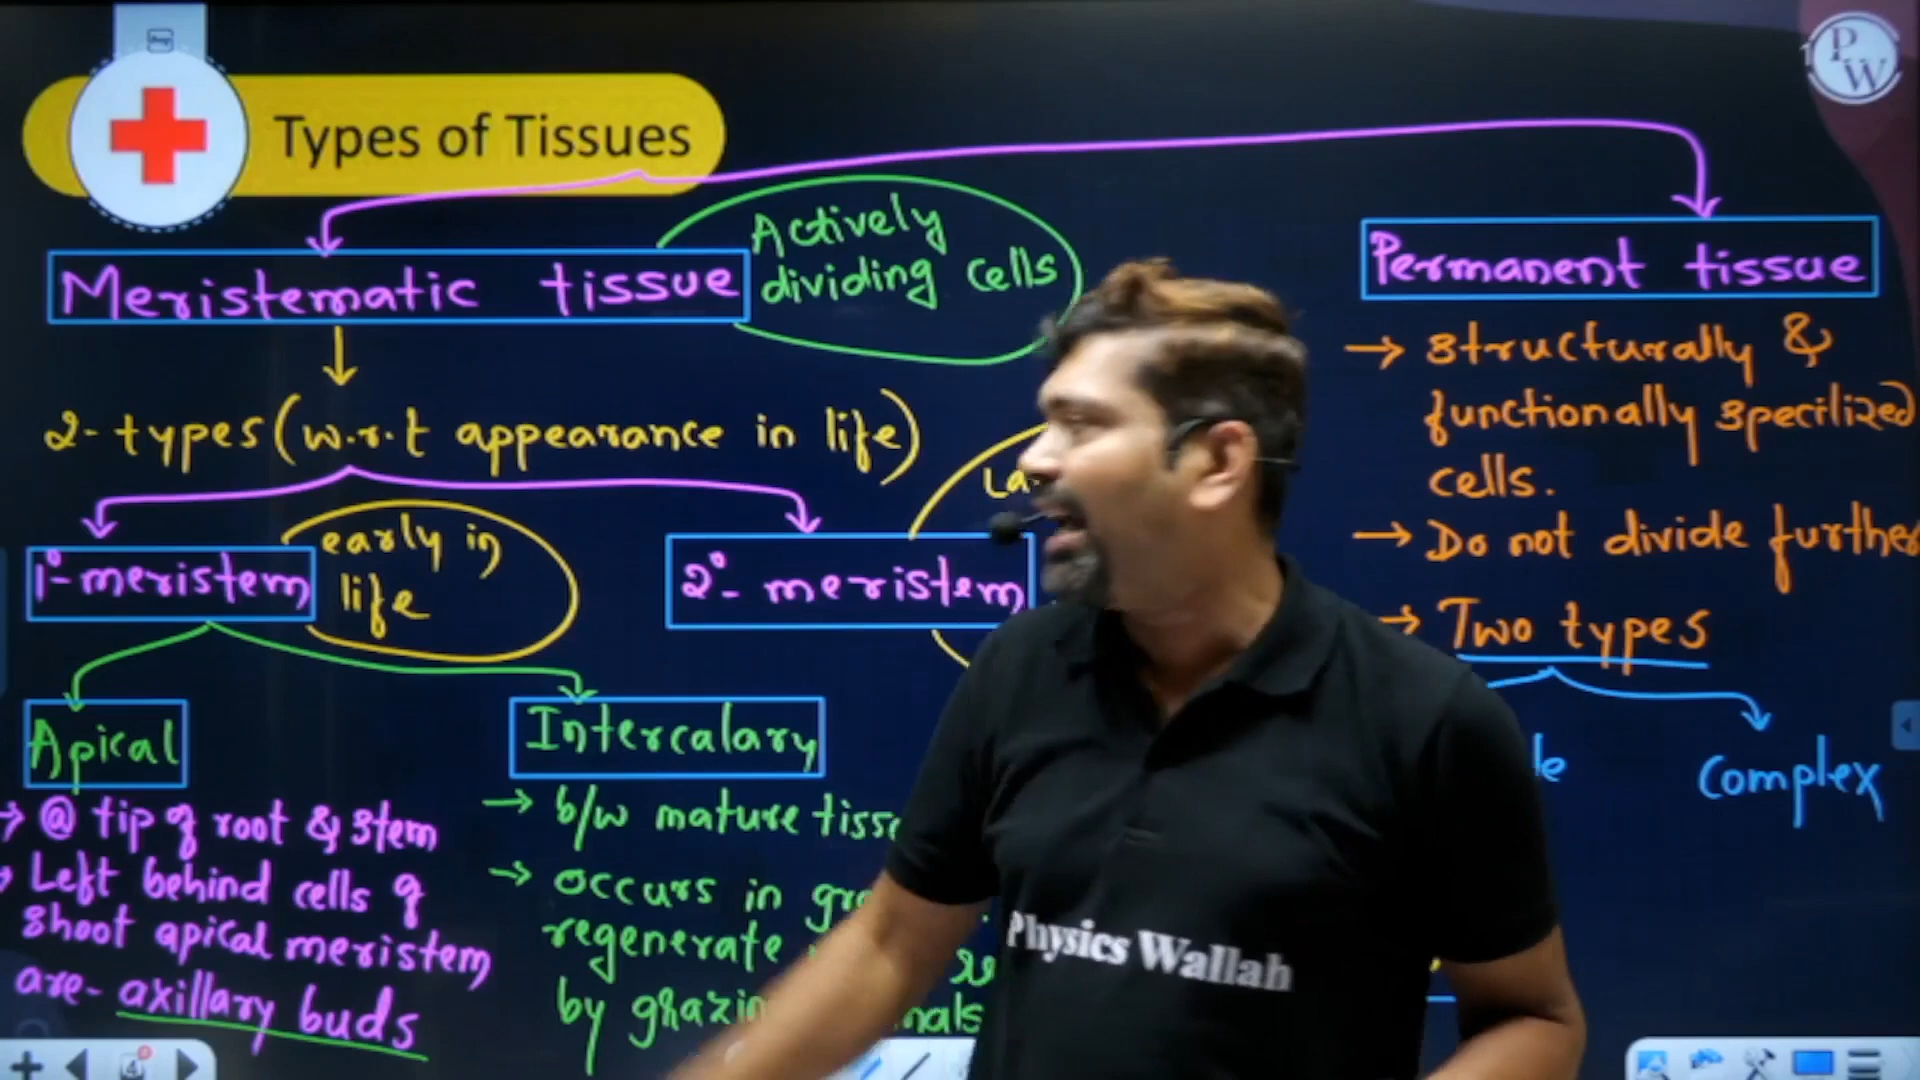 Types of Tissues
PW
Actively
dividing cells
Meristematic tissue
Permanent tissue
→ structurally &
functionally specilized
cells.
→ Do not divide further
→ Two types
complex
2- types (w.r.t appearance in life)
1°-meristem
early in
life
2°- meristem
Apical
Intercalary
→ @ tip of root & stem
→ Left behind cells of
shoot apical meristem
are- axillary buds
→ b/w mature
→ occurs in
regenerate
by
Physics Wallah
4